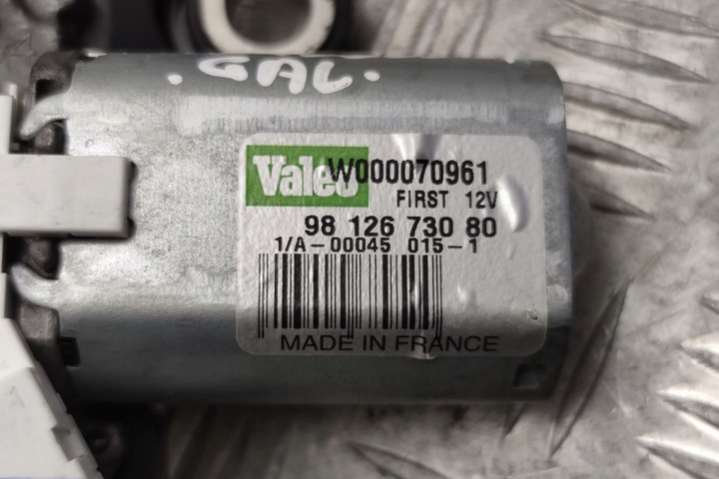 .GAL.
Valeo W000070961
FIRST 12V
98 126 730 80
1/A-00045 015-1
MADE IN FRANCE